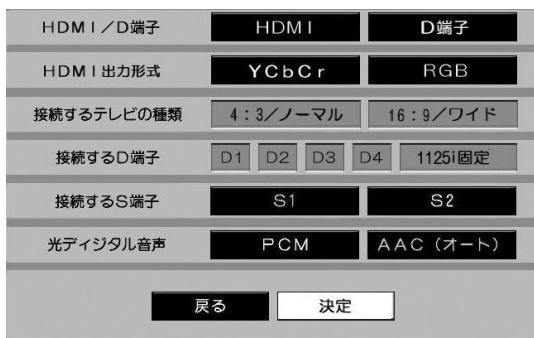 HDMI／D端子 HDMI D端子
HDMI出力形式 YCbCr RGB
接続するテレビの種類 4：3／ノーマル 16：9／ワイド
接続するD端子 D1 D2 D3 D4 1125i固定
接続するS端子 S1 S2
光ディジタル音声 PCM AAC（オート）
戻る 決定